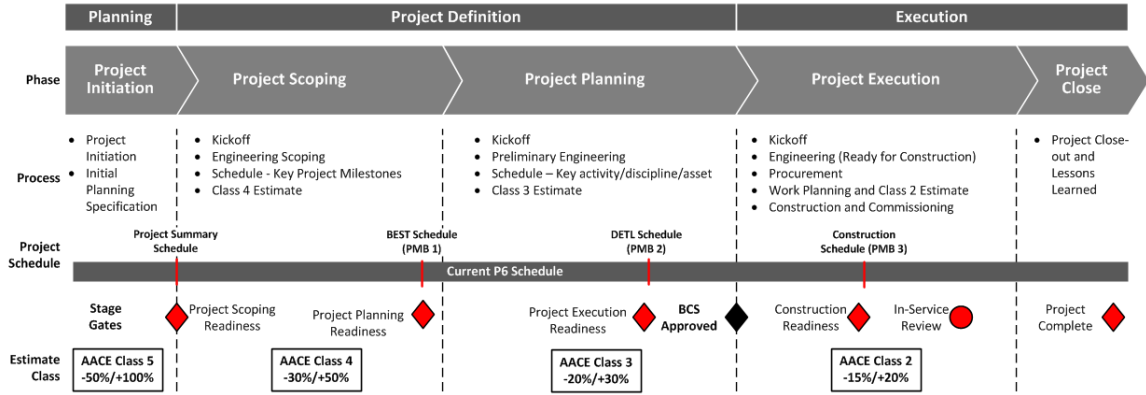 Planning
Project Definition
Execution
Phase
Project
Initiation
Project Scoping
Project Planning
Project Execution
Project
Close
Process
• Project
Initiation
• Initial
Planning
Specification
• Kickoff
• Engineering Scoping
• Schedule - Key Project Milestones
• Class 4 Estimate
• Kickoff
• Preliminary Engineering
• Schedule – Key activity/discipline/asset
• Class 3 Estimate
• Kickoff
• Engineering (Ready for Construction)
• Procurement
• Work Planning and Class 2 Estimate
• Construction and Commissioning
• Project Close-
out and
Lessons
Learned
Project
Schedule
Project Summary
Schedule
BEST Schedule
(PMB 1)
DETL Schedule
(PMB 2)
Construction
Schedule (PMB 3)
Current P6 Schedule
Stage
Gates
Project Scoping
Readiness
Project Planning
Readiness
Project Execution
Readiness
BCS
Approved
Construction
Readiness
In-Service
Review
Project
Complete
Estimate
Class
AACE Class 5
-50%/+100%
AACE Class 4
-30%/+50%
AACE Class 3
-20%/+30%
AACE Class 2
-15%/+20%